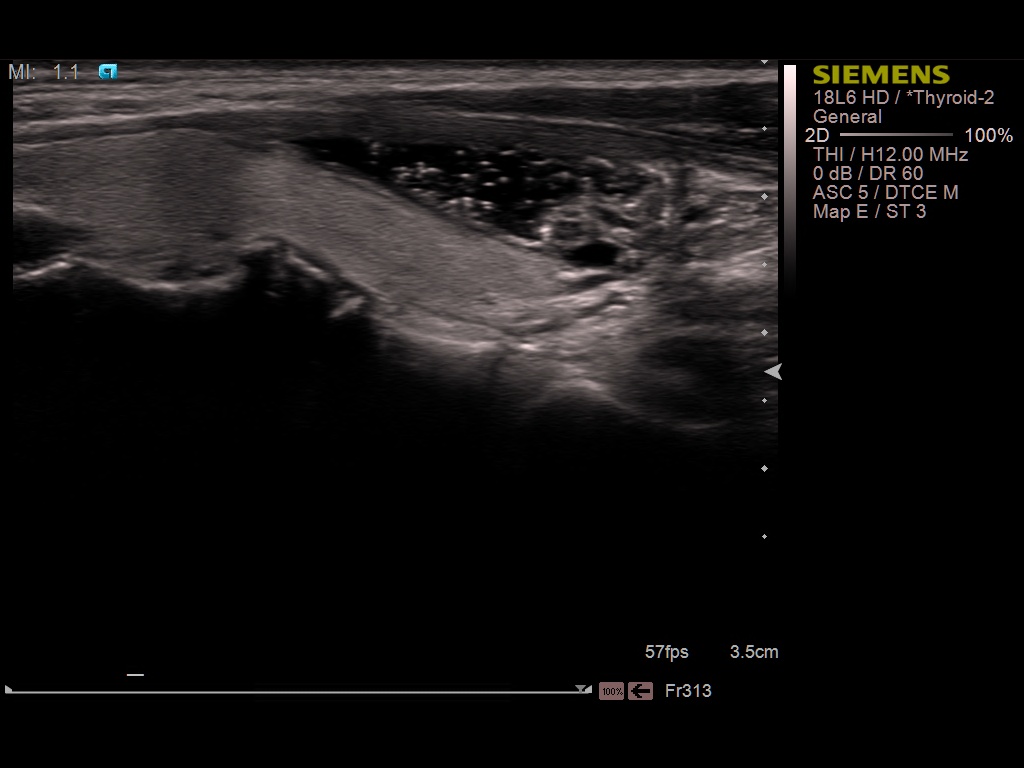 MI: 1.1
SIEMENS
18L6 HD / *Thyroid-2
General
2D 100%
THI / H12.00 MHz
0 dB / DR 60
ASC 5 / DTCE M
Map E / ST 3
57fps 3.5cm
100% Fr313